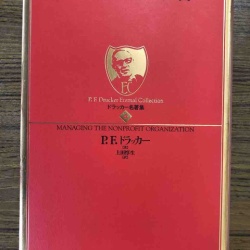 P. F. Drucker Eternal Collection
ドラッカー名著集
MANAGING THE NONPROFIT ORGANIZATION
P.F.ドラッカー